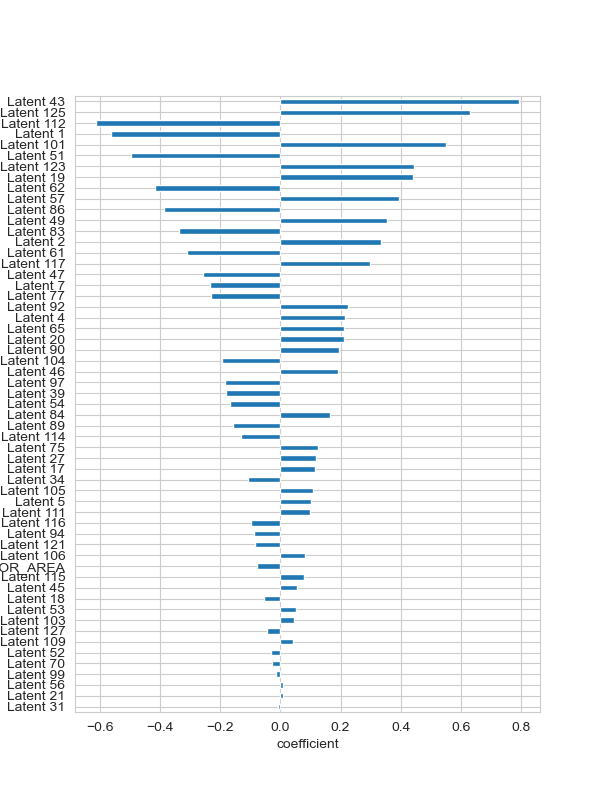 Latent 43
Latent 125
Latent 112
Latent 1
Latent 101
Latent 51
Latent 123
Latent 19
Latent 62
Latent 57
Latent 86
Latent 49
Latent 83
Latent 2
Latent 61
Latent 117
Latent 47
Latent 7
Latent 77
Latent 92
Latent 4
Latent 65
Latent 20
Latent 90
Latent 104
Latent 46
Latent 97
Latent 39
Latent 54
Latent 84
Latent 89
Latent 114
Latent 75
Latent 27
Latent 17
Latent 34
Latent 105
Latent 5
Latent 111
Latent 116
Latent 94
Latent 121
Latent 106
OR_AREA
Latent 115
Latent 45
Latent 18
Latent 53
Latent 103
Latent 127
Latent 109
Latent 52
Latent 70
Latent 99
Latent 56
Latent 21
Latent 31
−0.6 −0.4 −0.2 0.0 0.2 0.4 0.6 0.8
coefficient